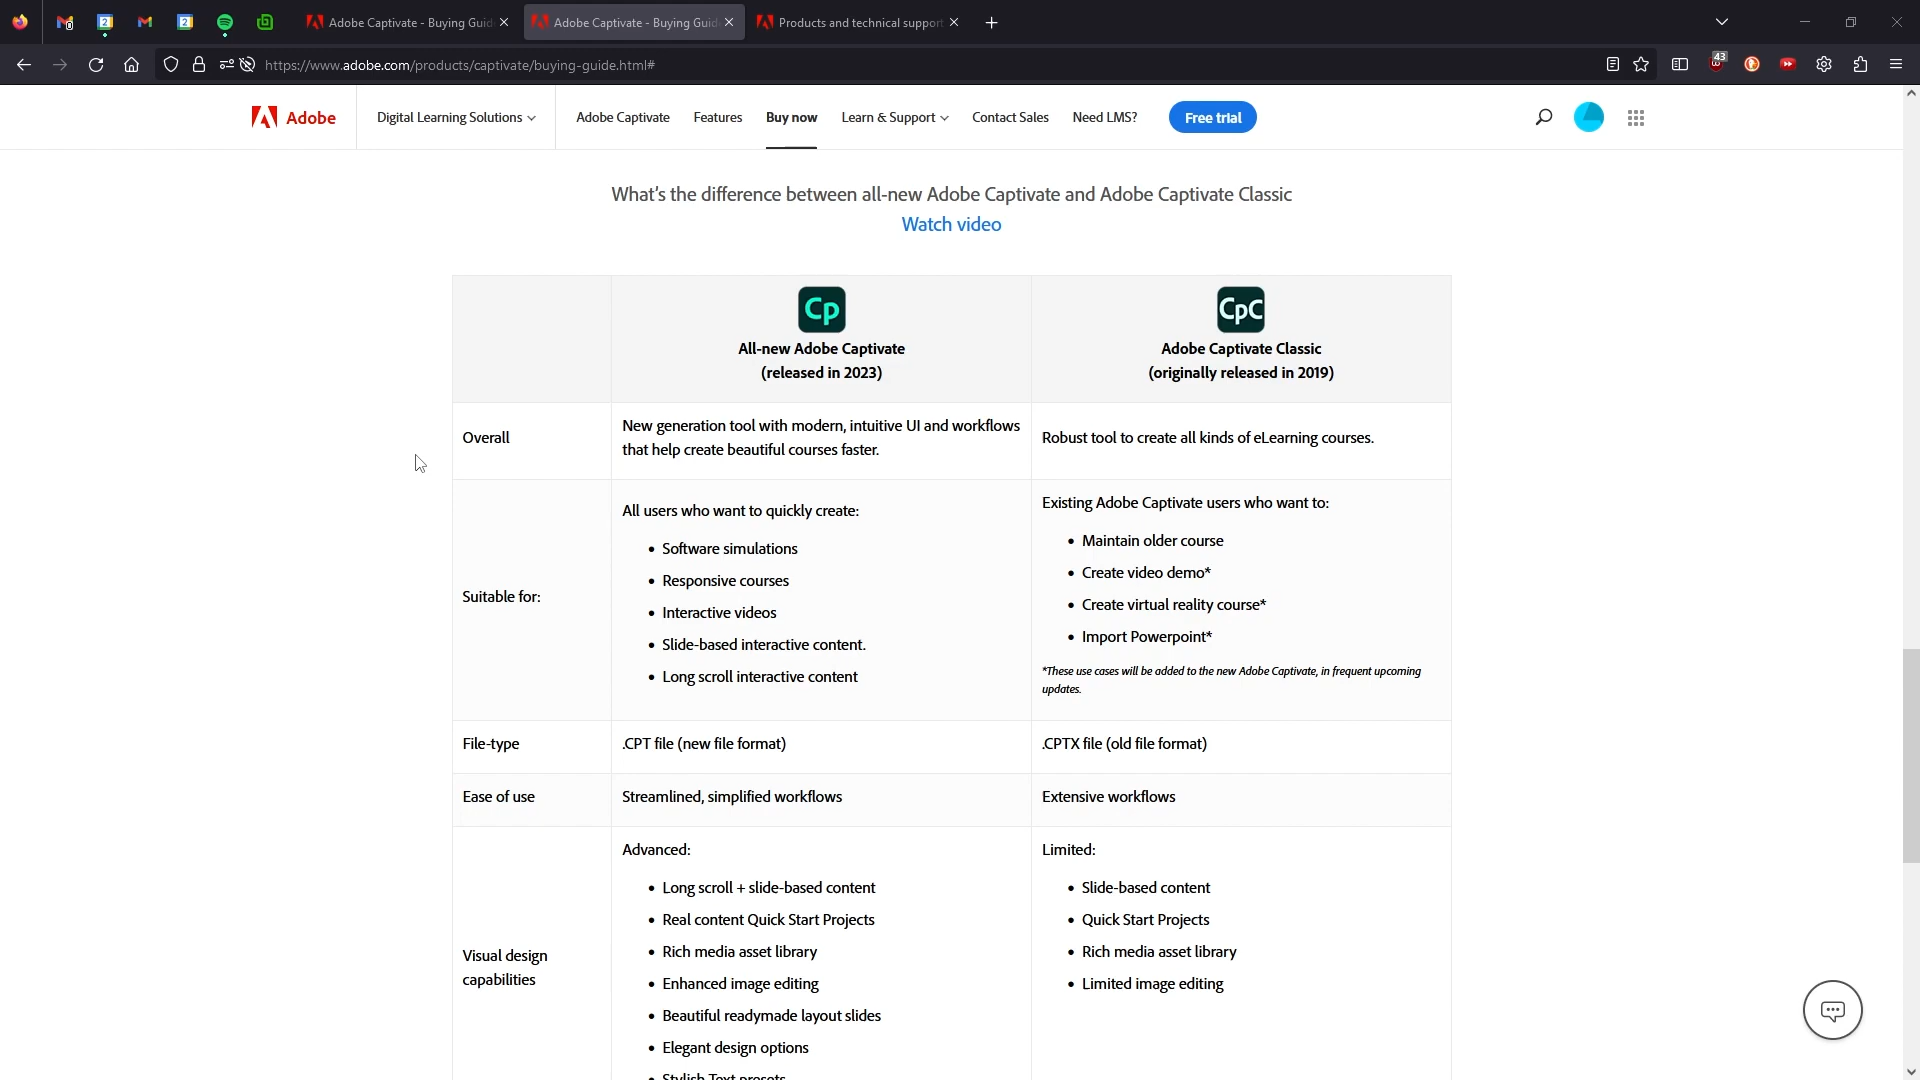 Adobe Captivate - Buying Guid
Adobe Captivate - Buying Guid
Products and technical support
https://www.adobe.com/products/captivate/buying-guide.html#
43
Adobe
Digital Learning Solutions
Adobe Captivate
Features
Buy now
Learn & Support
Contact Sales
Need LMS?
Free trial
What's the difference between all-new Adobe Captivate and Adobe Captivate Classic
Watch video
Cp
All-new Adobe Captivate
(released in 2023)
CpC
Adobe Captivate Classic
(originally released in 2019)
Overall
New generation tool with modern, intuitive UI and workflows
that help create beautiful courses faster.
Robust tool to create all kinds of eLearning courses.
Suitable for:
All users who want to quickly create:
• Software simulations
• Responsive courses
• Interactive videos
• Slide-based interactive content.
• Long scroll interactive content
Existing Adobe Captivate users who want to:
• Maintain older course
• Create video demo*
• Create virtual reality course*
• Import Powerpoint*
*These use cases will be added to the new Adobe Captivate, in frequent upcoming
updates.
File-type
.CPT file (new file format)
.CPTX file (old file format)
Ease of use
Streamlined, simplified workflows
Extensive workflows
Visual design
capabilities
Advanced:
• Long scroll + slide-based content
• Real content Quick Start Projects
• Rich media asset library
• Enhanced image editing
• Beautiful readymade layout slides
• Elegant design options
• Stylish Text presets
Limited:
• Slide-based content
• Quick Start Projects
• Rich media asset library
• Limited image editing